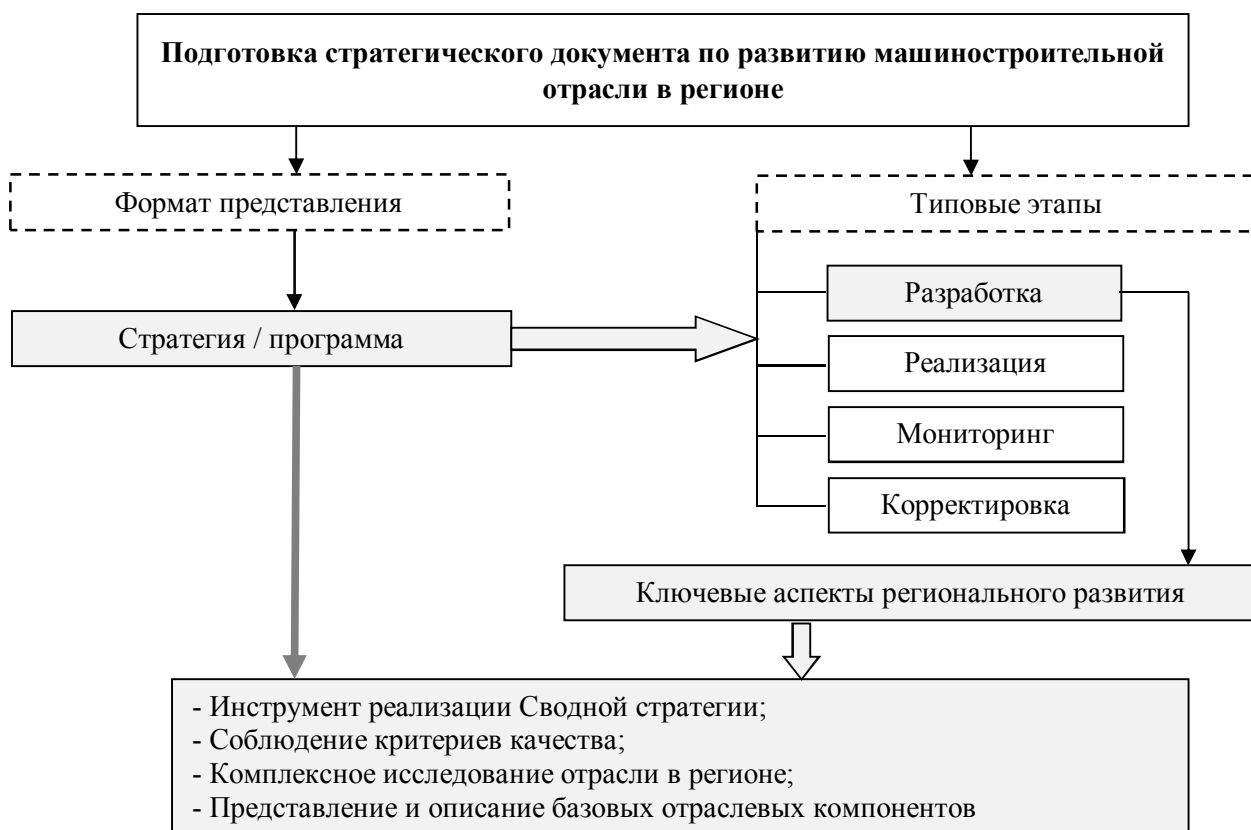 Подготовка стратегического документа по развитию машиностроительной
отрасли в регионе
Формат представления
Типовые этапы
Стратегия / программа
Разработка
Реализация
Мониторинг
Корректировка
Ключевые аспекты регионального развития
- Инструмент реализации Сводной стратегии;
- Соблюдение критериев качества;
- Комплексное исследование отрасли в регионе;
- Представление и описание базовых отраслевых компонентов